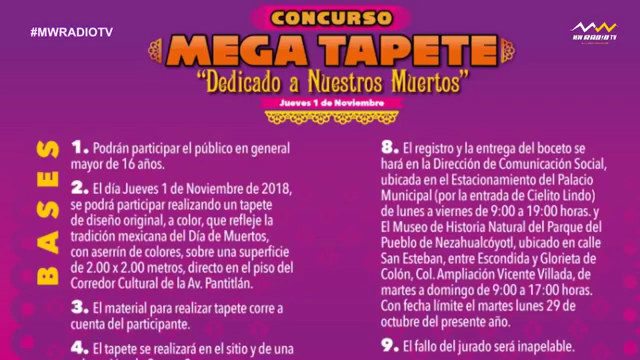 #MWRADIOTV
MW RADIO TV
CONCURSO
MEGA TAPETE
“Dedicado a Nuestros Muertos”
Jueves 1 de Noviembre
BASES
1. Podrán participar el público en general
mayor de 16 años.
2. El día Jueves 1 de Noviembre de 2018,
se podrá participar realizando un tapete
de diseño original, a color, que refleje la
tradición mexicana del Día de Muertos,
con aserrín de colores, sobre una superficie
de 2.00 x 2.00 metros, directo en el piso del
Corredor Cultural de la Av. Pantitlán.
3. El material para realizar tapete corre a
cuenta del participante.
4. El tapete se realizará en el sitio y de una
8. El registro y la entrega del boceto se
hará en la Dirección de Comunicación Social,
ubicada en el Estacionamiento del Palacio
Municipal (por la entrada de Cielito Lindo)
de lunes a viernes de 9:00 a 19:00 horas. y
El Museo de Historia Natural del Parque del
Pueblo de Nezahualcóyotl, ubicado en calle
San Esteban, entre Escondida y Glorieta de
Colón, Col. Ampliación Vicente Villada, de
martes a domingo de 9:00 a 17:00 horas.
Con fecha límite el martes lunes 29 de
octubre del presente año.
9. El fallo del jurado será inapelable.